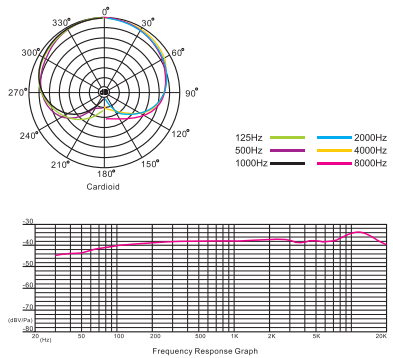 0°
330° 30°
300° 60°
270° 90°
240° 120°
210° 150°
180°
Cardioid
125Hz 2000Hz
500Hz 4000Hz
1000Hz 8000Hz
-30
-40
-50
-60
-70
(dBV/Pa)
-80
20 50 100 200 500 1K 2K 5K 20K
(Hz)
Frequency Response Graph